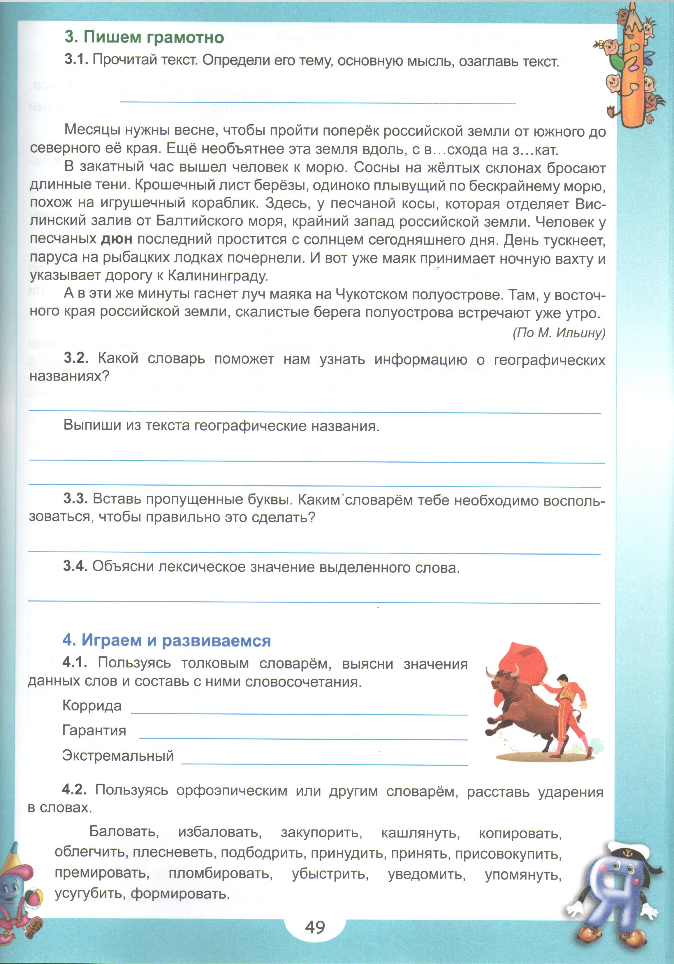 3. Пишем грамотно
3.1. Прочитай текст. Определи его тему, основную мысль, озаглавь текст.
Месяцы нужны весне, чтобы пройти поперёк российской земли от южного до
северного её края. Ещё необъятнее эта земля вдоль, с в...схода на з...кат.
В закатный час вышел человек к морю. Сосны на жёлтых склонах бросают
длинные тени. Крошечный лист берёзы, одиноко плывущий по бескрайнему морю,
похож на игрушечный кораблик. Здесь, у песчаной косы, которая отделяет Вис-
линский залив от Балтийского моря, крайний запад российской земли. Человек у
песчаных дюн последний простится с солнцем сегодняшнего дня. День тускнеет,
паруса на рыбацких лодках почернели. И вот уже маяк принимает ночную вахту и
указывает дорогу к Калининграду.
А в эти же минуты гаснет луч маяка на Чукотском полуострове. Там, у восточ-
ного края российской земли, скалистые берега полуострова встречают уже утро.
(По М. Ильину)
3.2. Какой словарь поможет нам узнать информацию о географических
названиях?
Выпиши из текста географические названия.
3.3. Вставь пропущенные буквы. Каким словарём тебе необходимо восполь-
зоваться, чтобы правильно это сделать?
3.4. Объясни лексическое значение выделенного слова.
4. Играем и развиваемся
4.1. Пользуясь толковым словарём, выясни значения
данных слов и составь с ними словосочетания.
Коррида
Гарантия
Экстремальный
4.2. Пользуясь орфоэпическим или другим словарём, расставь ударения
в словах.
Баловать, избаловать, закупорить, кашлянуть, копировать,
облегчить, плесневеть, подбодрить, принудить, принять, присовокупить,
премировать, пломбировать, убыстрить, уведомить, упомянуть,
усугубить, формировать.
Я
49